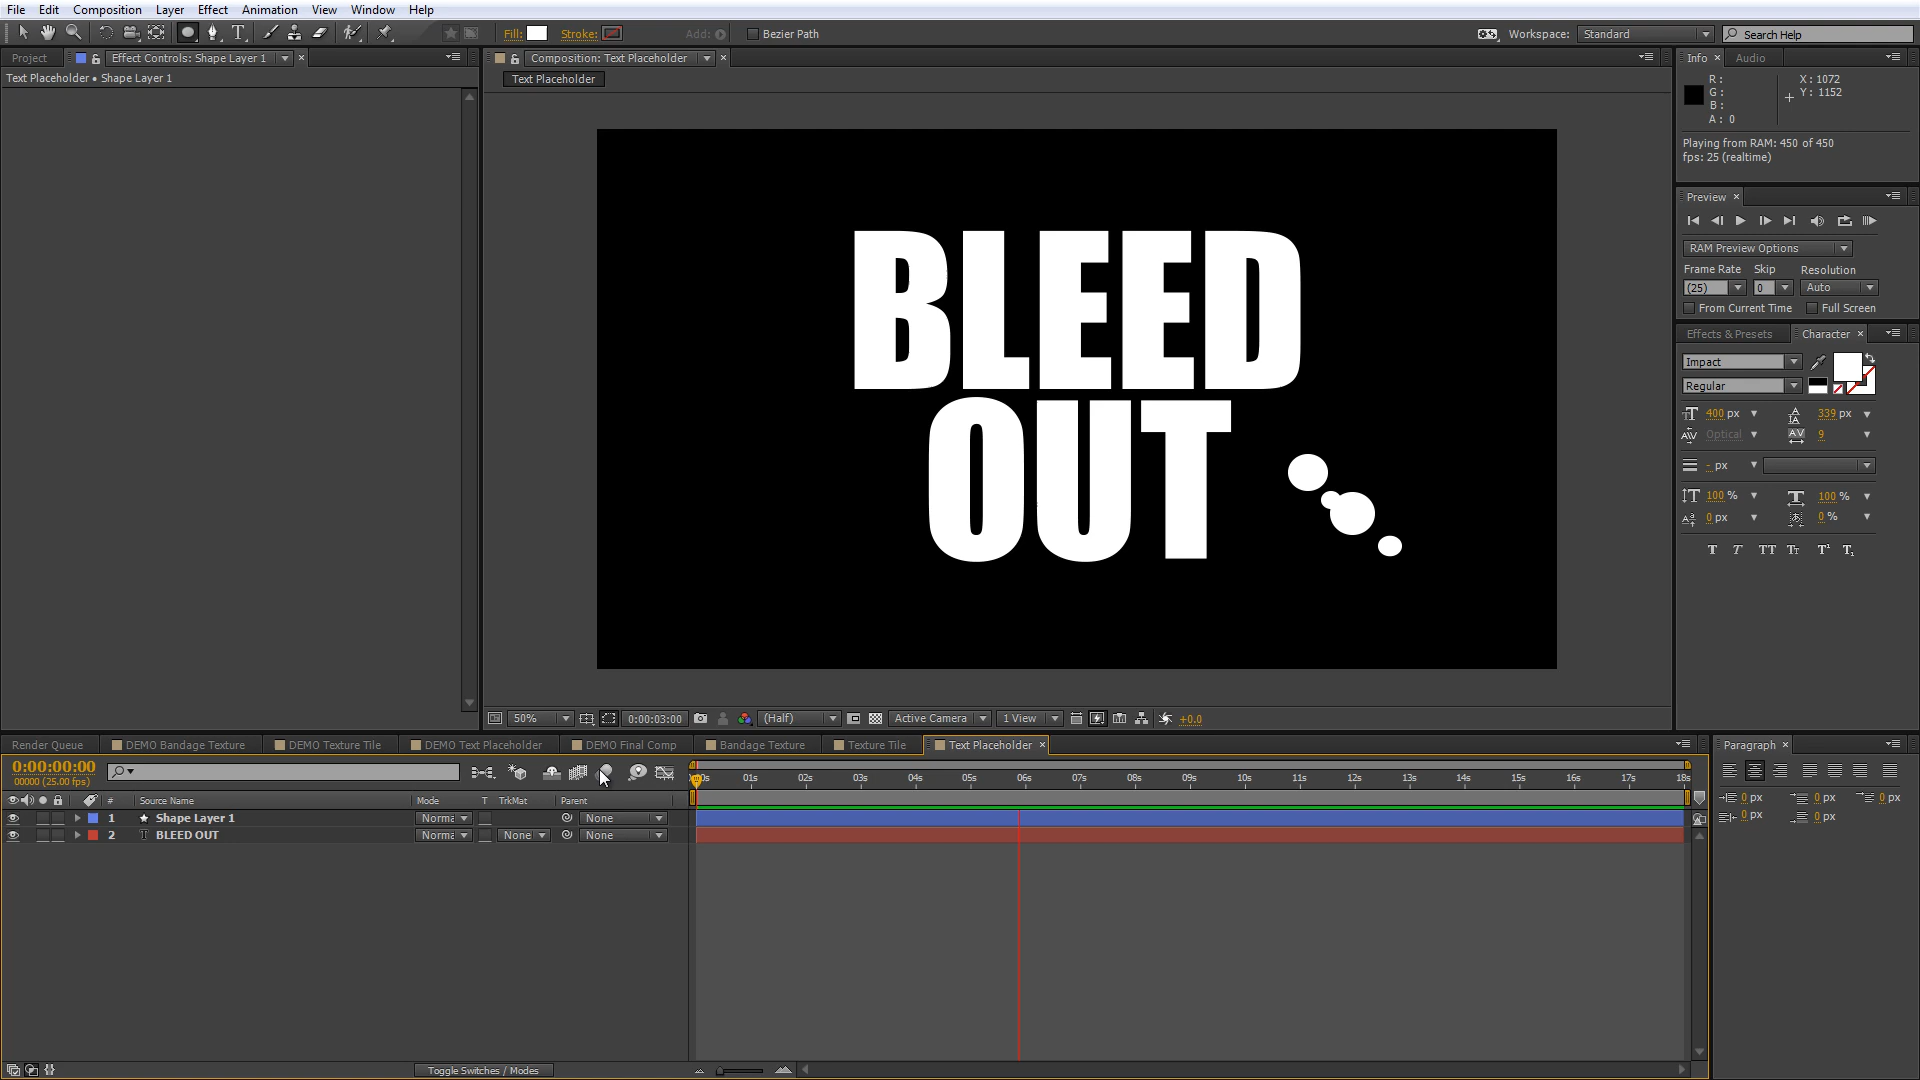 File Edit Composition Layer Effect Animation View Window Help
Fill: Stroke: Add: Bezier Path Workspace: Standard Search Help
Project Effect Controls: Shape Layer 1 Composition: Text Placeholder Info Audio
Text Placeholder • Shape Layer 1 Text Placeholder
R: X: 1072
G: Y: 1152
B:
A: 0
Playing from RAM: 450 of 450
fps: 25 (realtime)
Preview
RAM Preview Options
Frame Rate Skip Resolution
(25) 0 Auto
From Current Time Full Screen
Effects & Presets Character
Impact
Regular
400 px 339 px
Optical 9
- px
100 % 100 %
0 px 0 %
T T TT Tt T¹ T₁
BLEED
OUT
50% 0:00:03:00 (Half) Active Camera 1 View +0.0
Render Queue DEMO Bandage Texture DEMO Texture Tile DEMO Text Placeholder DEMO Final Comp Bandage Texture Texture Tile Text Placeholder Paragraph
0:00:00:00
00000 (25.00 fps)
01s 02s 03s 04s 05s 06s 07s 08s 09s 10s 11s 12s 13s 14s 15s 16s 17s 18s
# Source Name Mode T TrkMat Parent
1 Shape Layer 1 Norma None
2 BLEED OUT Norma None None
0 px 0 px 0 px
0 px 0 px
Toggle Switches / Modes